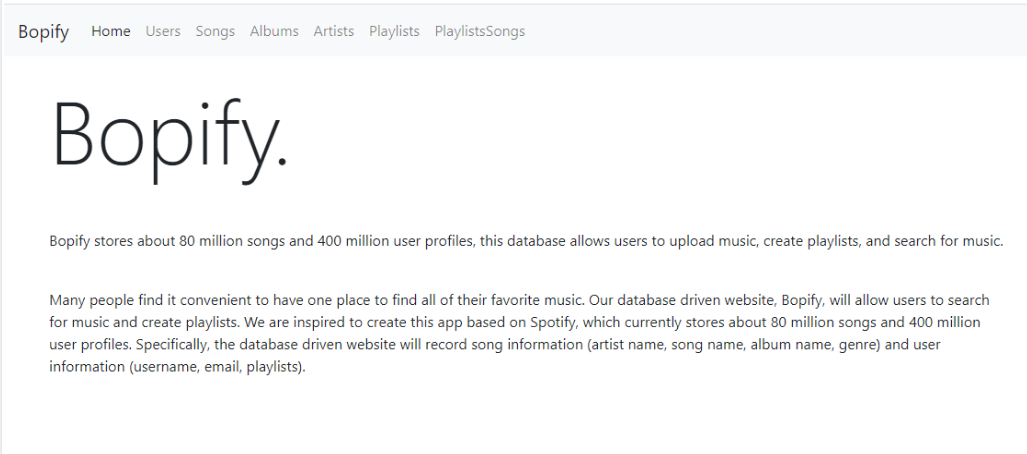 Bopify Home Users Songs Albums Artists Playlists PlaylistsSongs
Bopify.
Bopify stores about 80 million songs and 400 million user profiles, this database allows users to upload music, create playlists, and search for music.
Many people find it convenient to have one place to find all of their favorite music. Our database driven website, Bopify, will allow users to search
for music and create playlists. We are inspired to create this app based on Spotify, which currently stores about 80 million songs and 400 million
user profiles. Specifically, the database driven website will record song information (artist name, song name, album name, genre) and user
information (username, email, playlists).